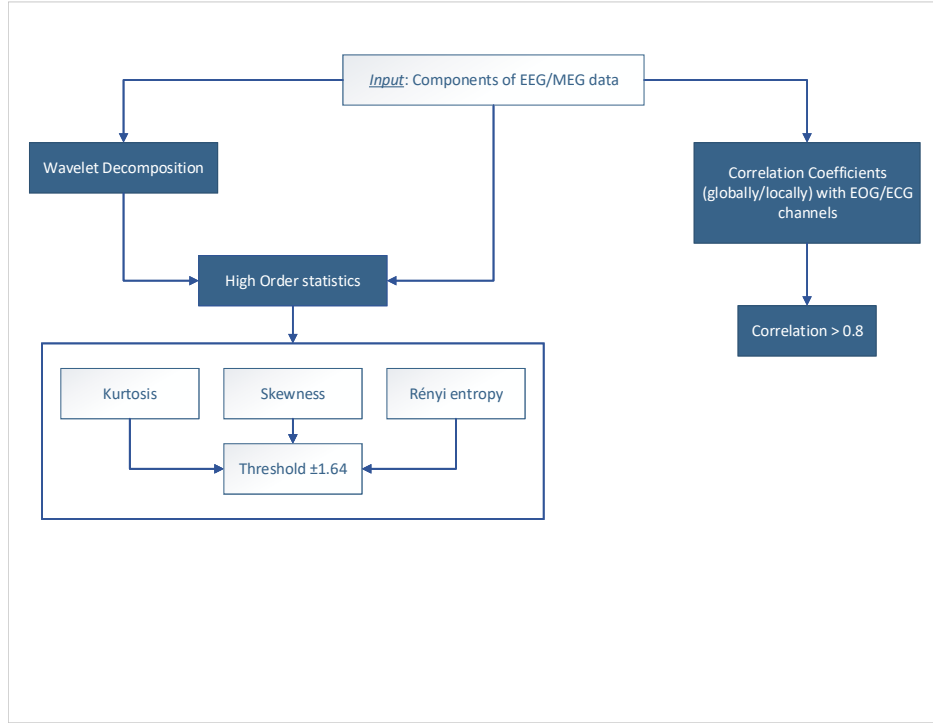 Input: Components of EEG/MEG data
Wavelet Decomposition
Correlation Coefficients
(globally/locally) with EOG/ECG
channels
High Order statistics
Correlation > 0.8
Kurtosis
Skewness
Rényi entropy
Threshold ±1.64